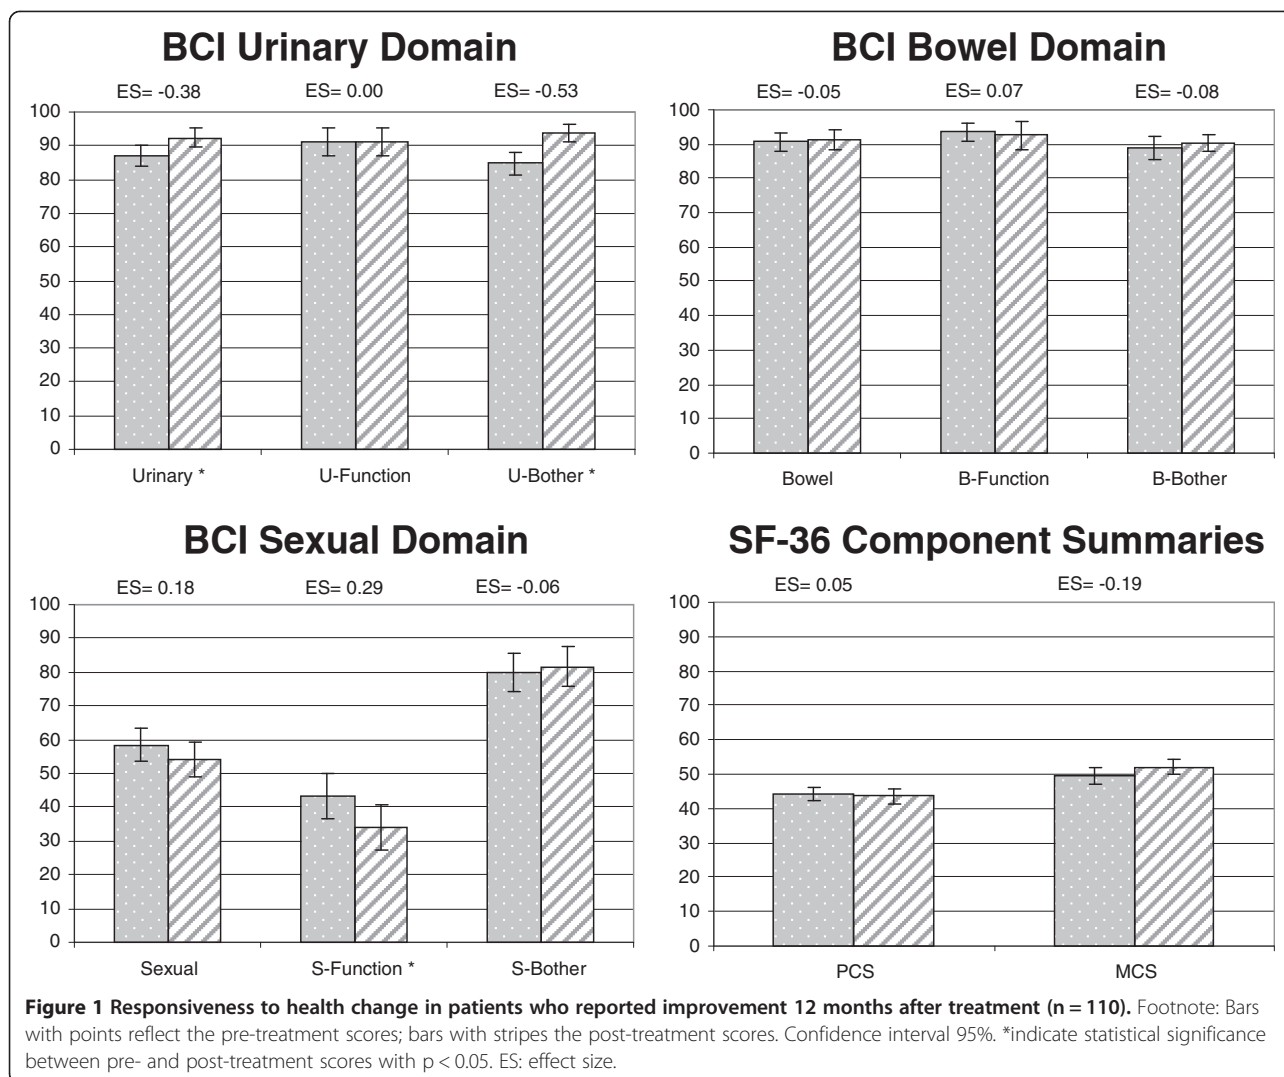 BCI Urinary Domain
ES= -0.38 ES= 0.00 ES= -0.53
100
90
80
70
60
50
40
30
20
10
0
Urinary * U-Function U-Bother *
BCI Bowel Domain
ES= -0.05 ES= 0.07 ES= -0.08
100
90
80
70
60
50
40
30
20
10
0
Bowel B-Function B-Bother
BCI Sexual Domain
ES= 0.18 ES= 0.29 ES= -0.06
100
90
80
70
60
50
40
30
20
10
0
Sexual S-Function * S-Bother
SF-36 Component Summaries
ES= 0.05 ES= -0.19
100
90
80
70
60
50
40
30
20
10
0
PCS MCS
Figure 1 Responsiveness to health change in patients who reported improvement 12 months after treatment (n = 110). Footnote: Bars
with points reflect the pre-treatment scores; bars with stripes the post-treatment scores. Confidence interval 95%. *indicate statistical significance
between pre- and post-treatment scores with p < 0.05. ES: effect size.